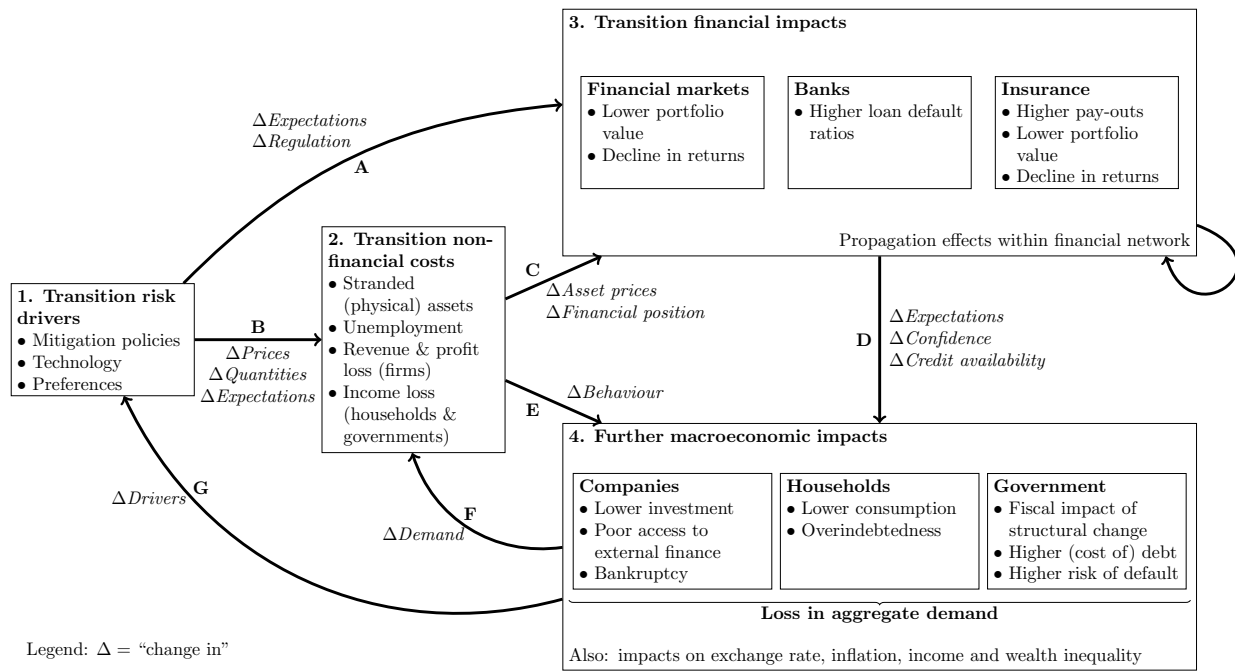 3. Transition financial impacts
Financial markets
● Lower portfolio
value
● Decline in returns
Banks
● Higher loan default
ratios
Insurance
● Higher pay-outs
● Lower portfolio
value
● Decline in returns
Propagation effects within financial network
ΔExpectations
ΔRegulation
A
2. Transition non-
financial costs
● Stranded
(physical) assets
● Unemployment
● Revenue & profit
loss (firms)
● Income loss
(households &
governments)
C
ΔAsset prices
ΔFinancial position
1. Transition risk
drivers
● Mitigation policies
● Technology
● Preferences
B
ΔPrices
ΔQuantities
ΔExpectations
D
ΔExpectations
ΔConfidence
ΔCredit availability
ΔBehaviour
E
4. Further macroeconomic impacts
Companies
● Lower investment
● Poor access to
external finance
● Bankruptcy
Households
● Lower consumption
● Overindebtedness
Government
● Fiscal impact of
structural change
● Higher (cost of) debt
● Higher risk of default
Loss in aggregate demand
Also: impacts on exchange rate, inflation, income and wealth inequality
F
ΔDemand
G
ΔDrivers
Legend: Δ = “change in”